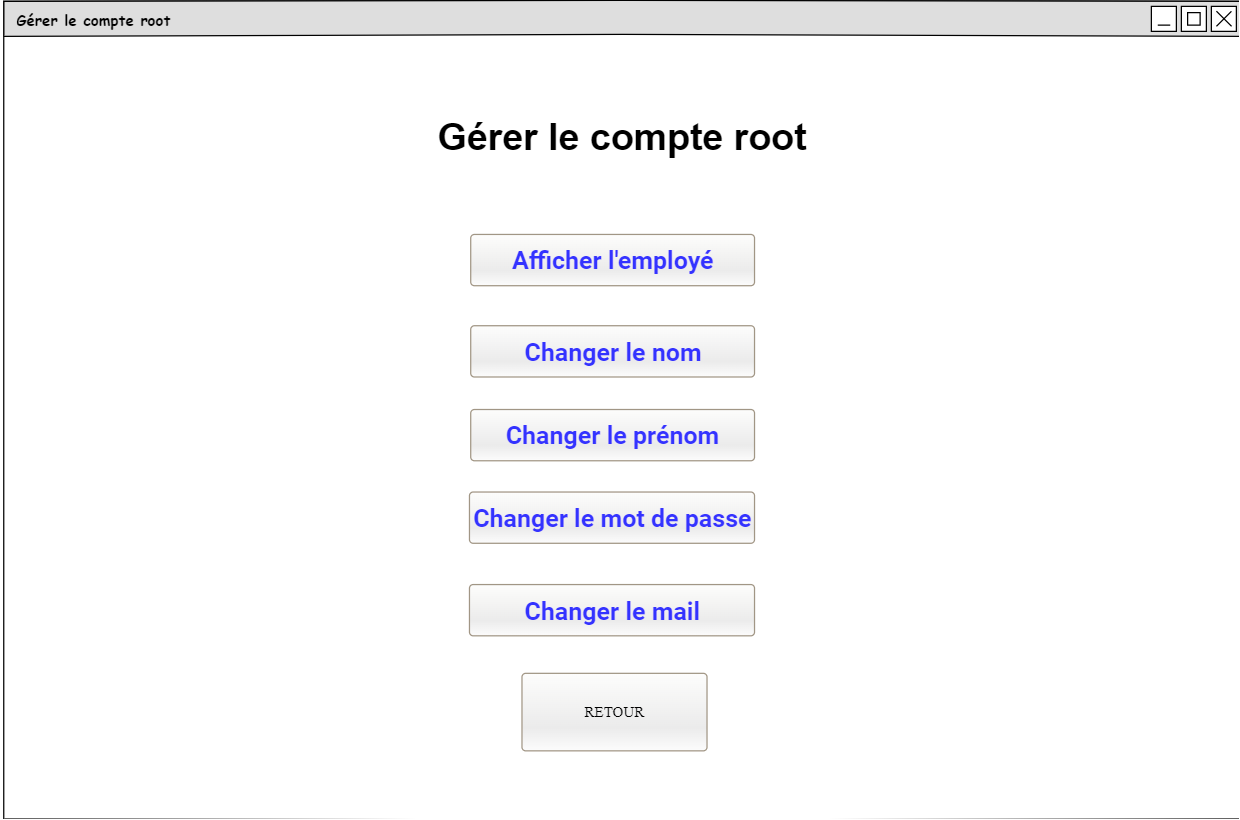 Gérer le compte root
Gérer le compte root
Afficher l'employé
Changer le nom
Changer le prénom
Changer le mot de passe
Changer le mail
RETOUR